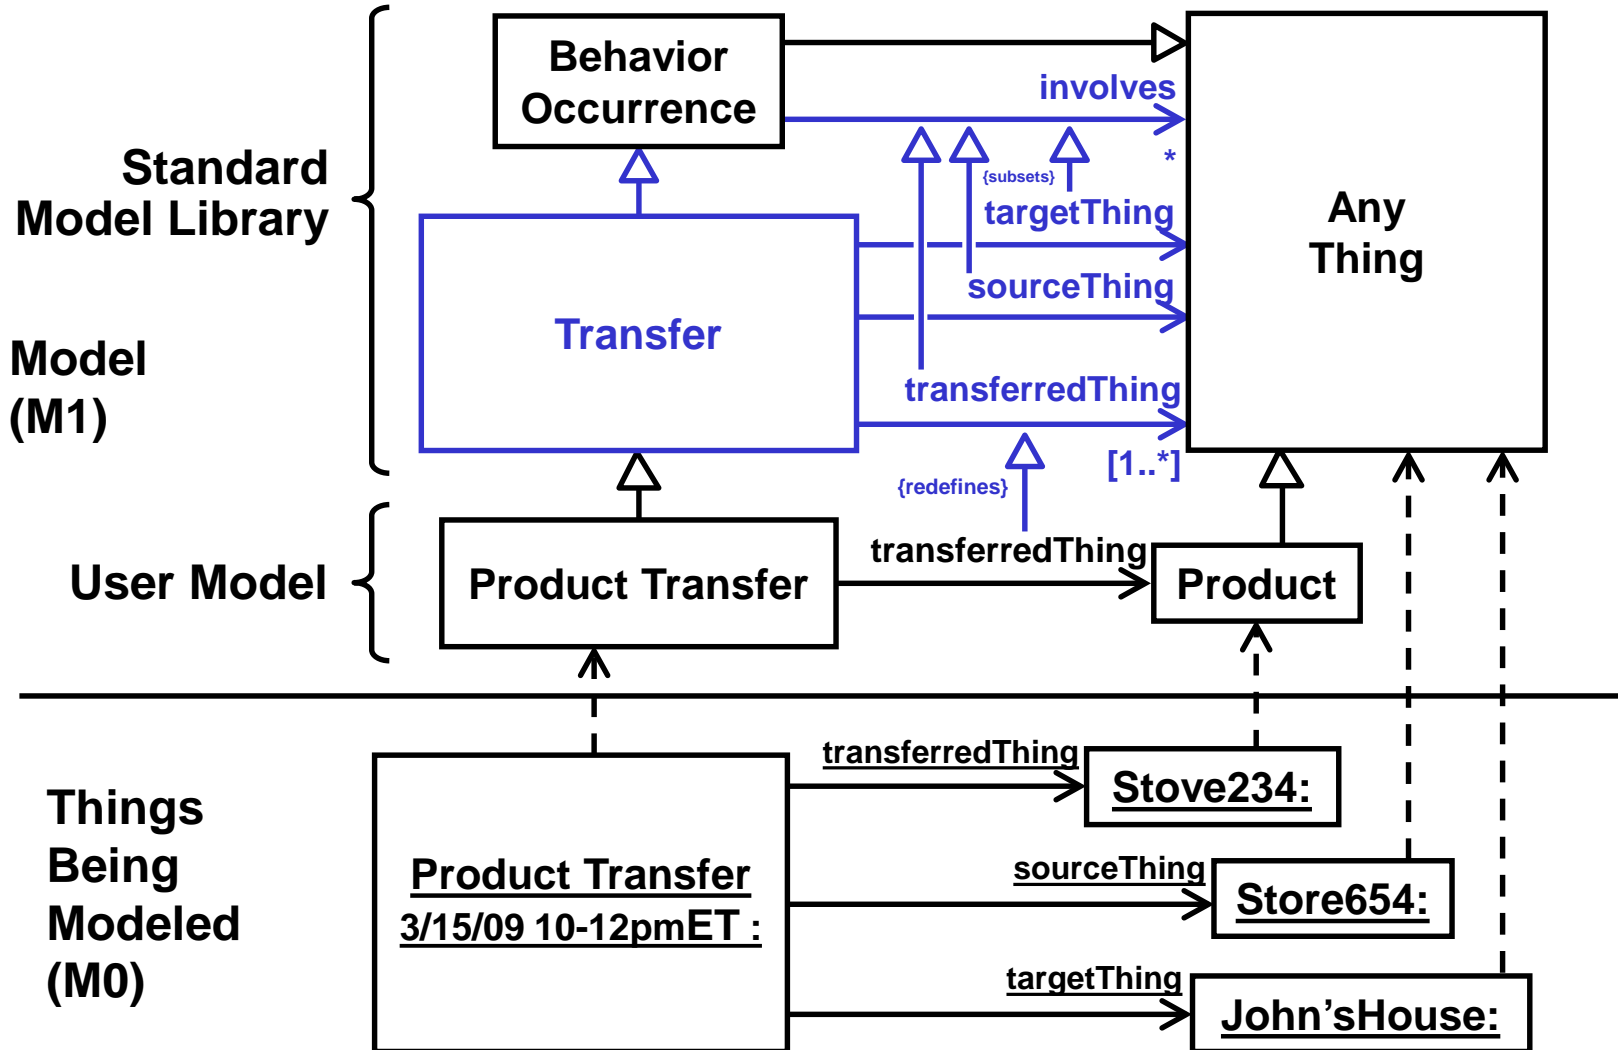 Behavior
Occurrence
involves
*
Standard
Model Library
{subsets}
targetThing
Any
Thing
sourceThing
Transfer
Model
(M1)
transferredThing
[1..*]
{redefines}
transferredThing
User Model
Product Transfer
Product
transferredThing
Stove234:
Things
Being
Modeled
(M0)
Product Transfer
3/15/09 10-12pmET :
sourceThing
Store654:
targetThing
John’sHouse: